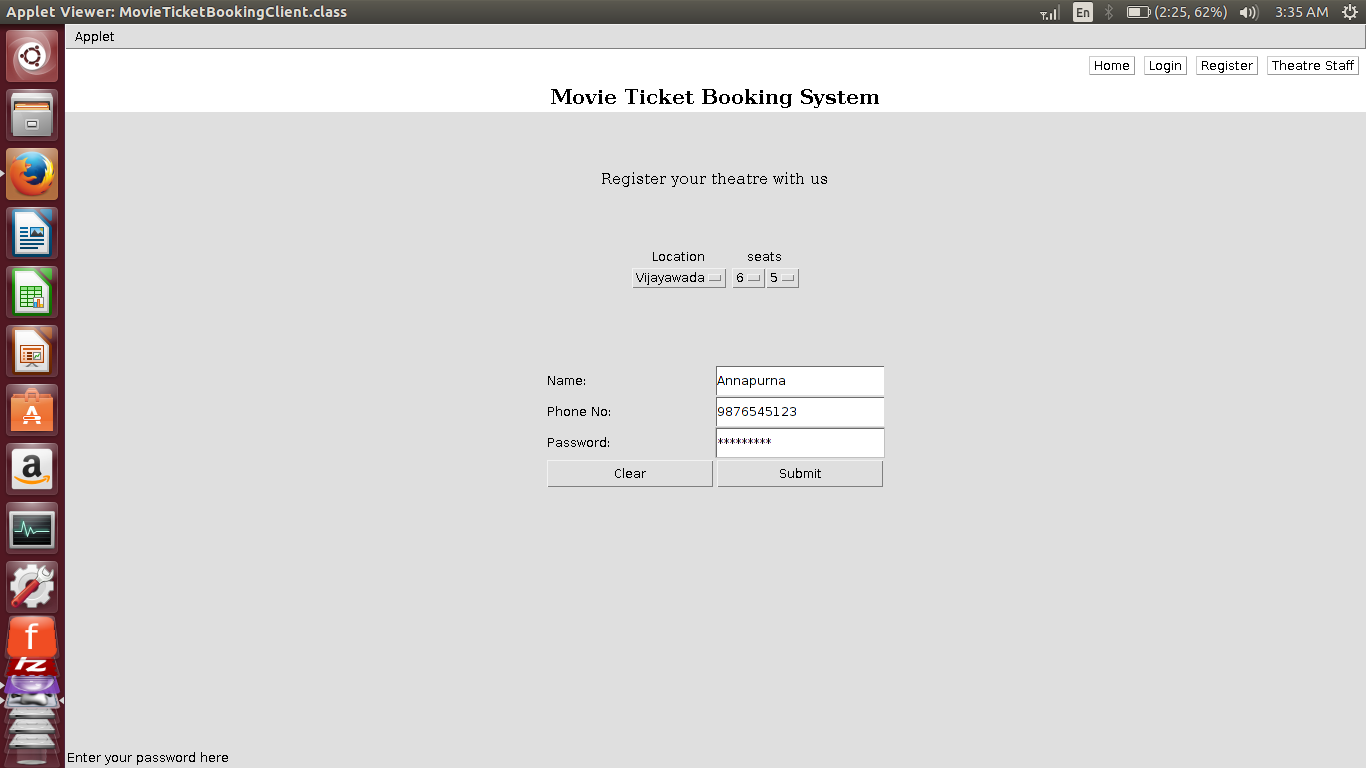 Applet Viewer: MovieTicketBookingClient.class En (2:25, 62%) 3:35 AM
Applet
Home Login Register Theatre Staff
Movie Ticket Booking System
Register your theatre with us
Location seats
Vijayawada 6 5
Name: Annapurna
Phone No: 9876545123
Password: *********
Clear Submit
A
a
f
Enter your password here